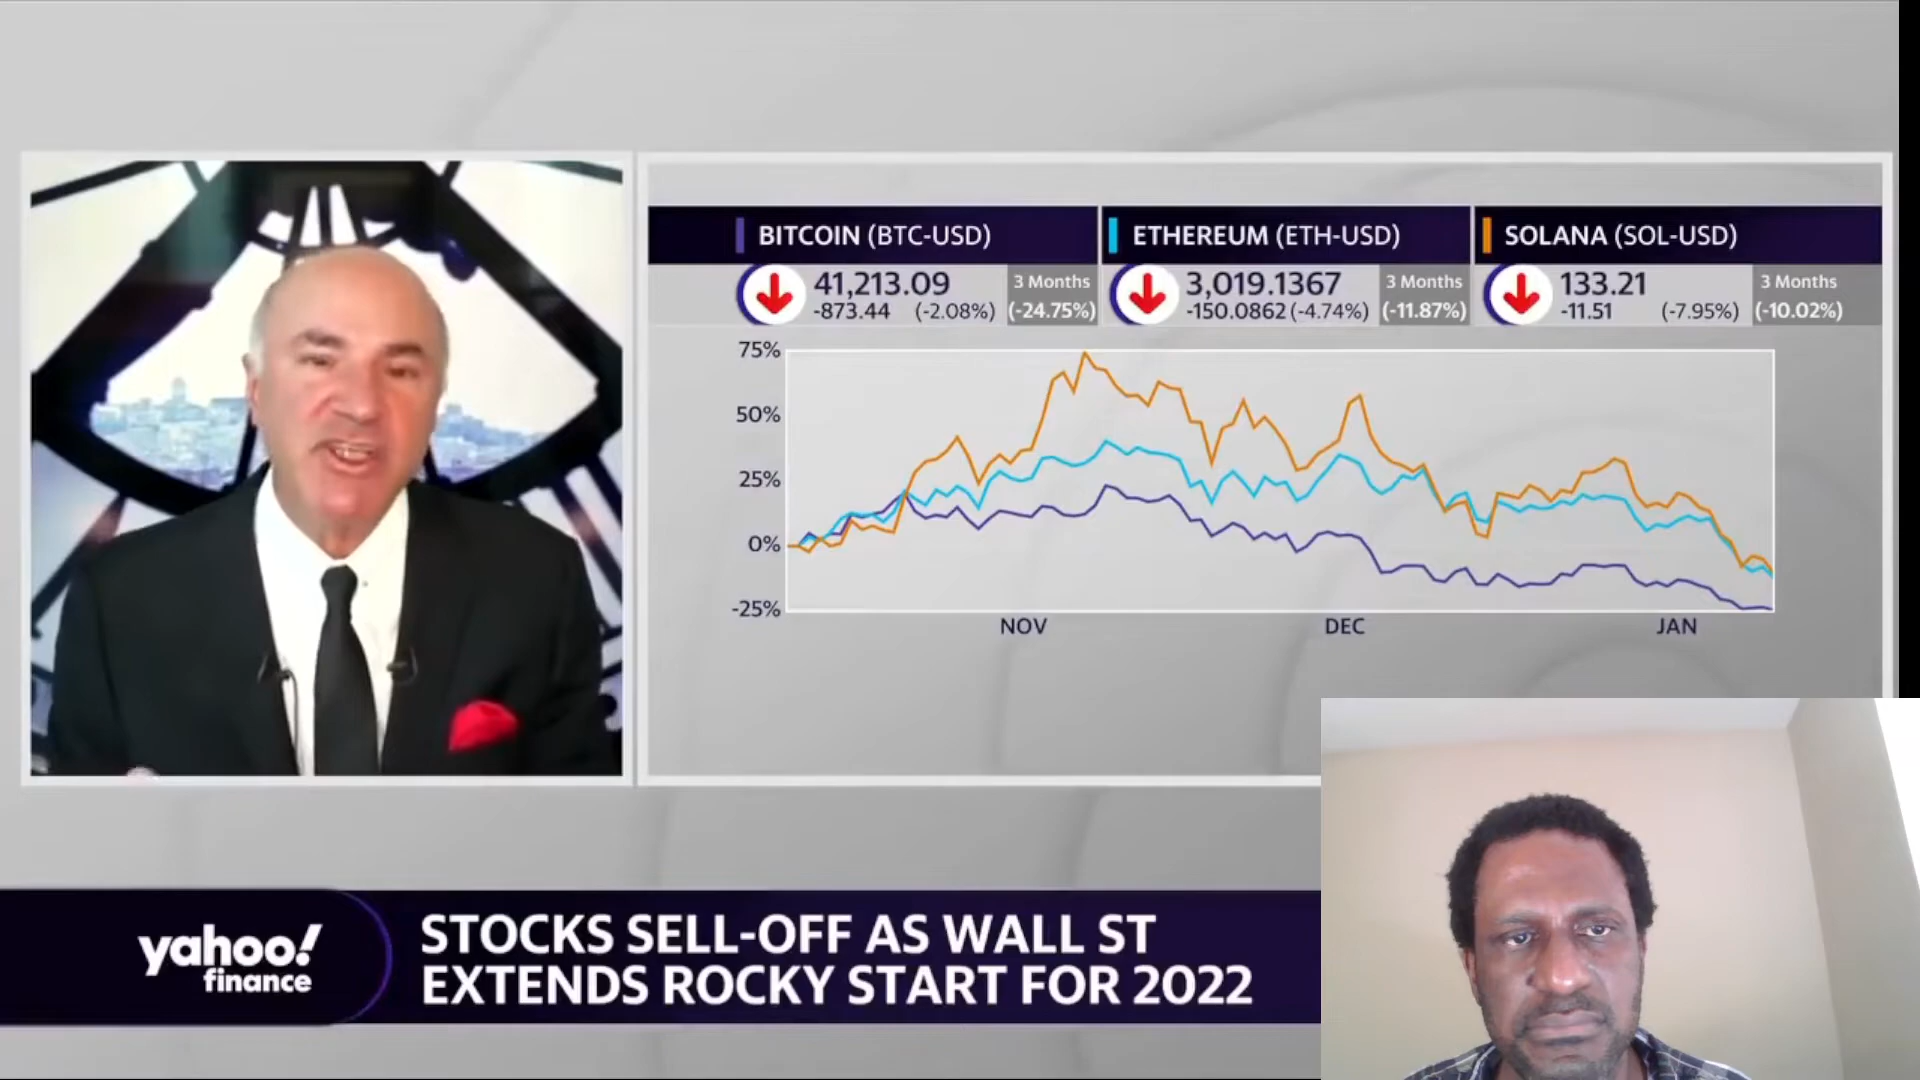 BITCOIN (BTC-USD)
41,213.09
-873.44 (-2.08%)
3 Months
(-24.75%)
ETHEREUM (ETH-USD)
3,019.1367
-150.0862 (-4.74%)
3 Months
(-11.87%)
SOLANA (SOL-USD)
133.21
-11.51 (-7.95%)
3 Months
(-10.02%)
75%
50%
25%
0%
-25%
NOV DEC JAN
yahoo!
finance
STOCKS SELL-OFF AS WALL ST
EXTENDS ROCKY START FOR 2022